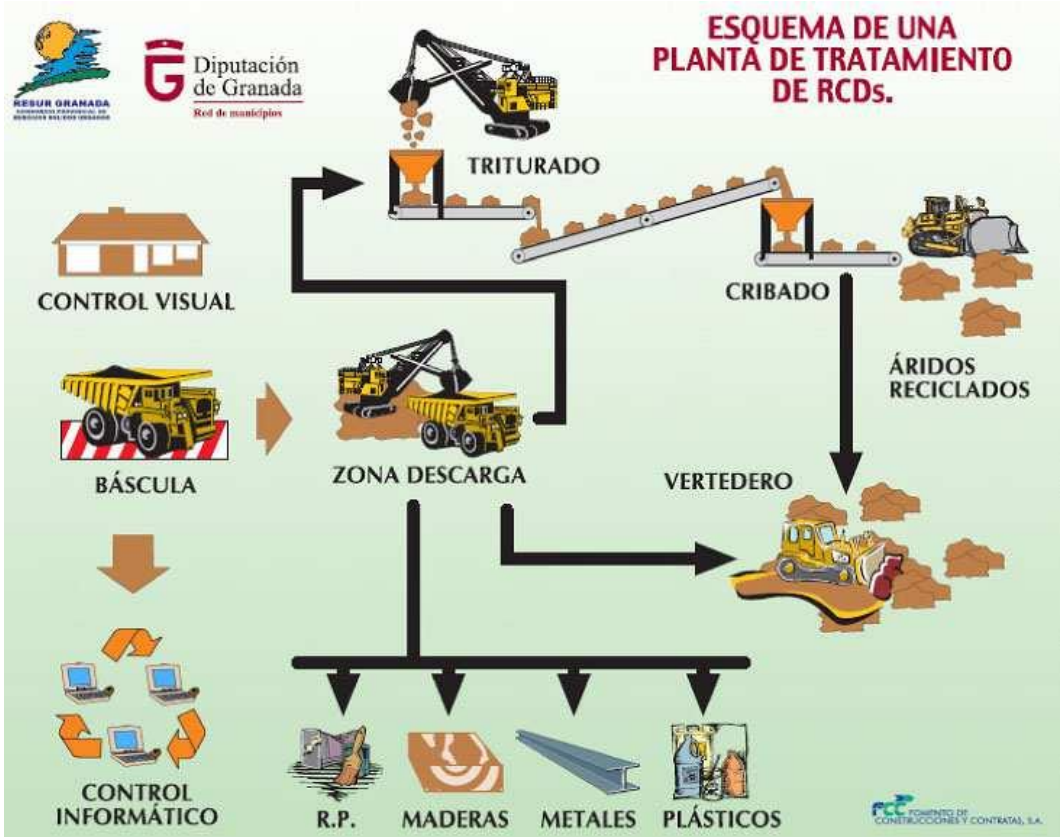 ESQUEMA DE UNA
PLANTA DE TRATAMIENTO
DE RCDs.
RESUR GRANADA
Diputación
de Granada
Red de municipios
TRITURADO
CONTROL VISUAL
CRIBADO
ÁRIDOS
RECICLADOS
BÁSCULA
ZONA DESCARGA
VERTEDERO
CONTROL
INFORMÁTICO
R.P.
MADERAS
METALES
PLÁSTICOS
FCC FOMENTO DE
CONSTRUCCIONES Y CONTRATAS, S.A.